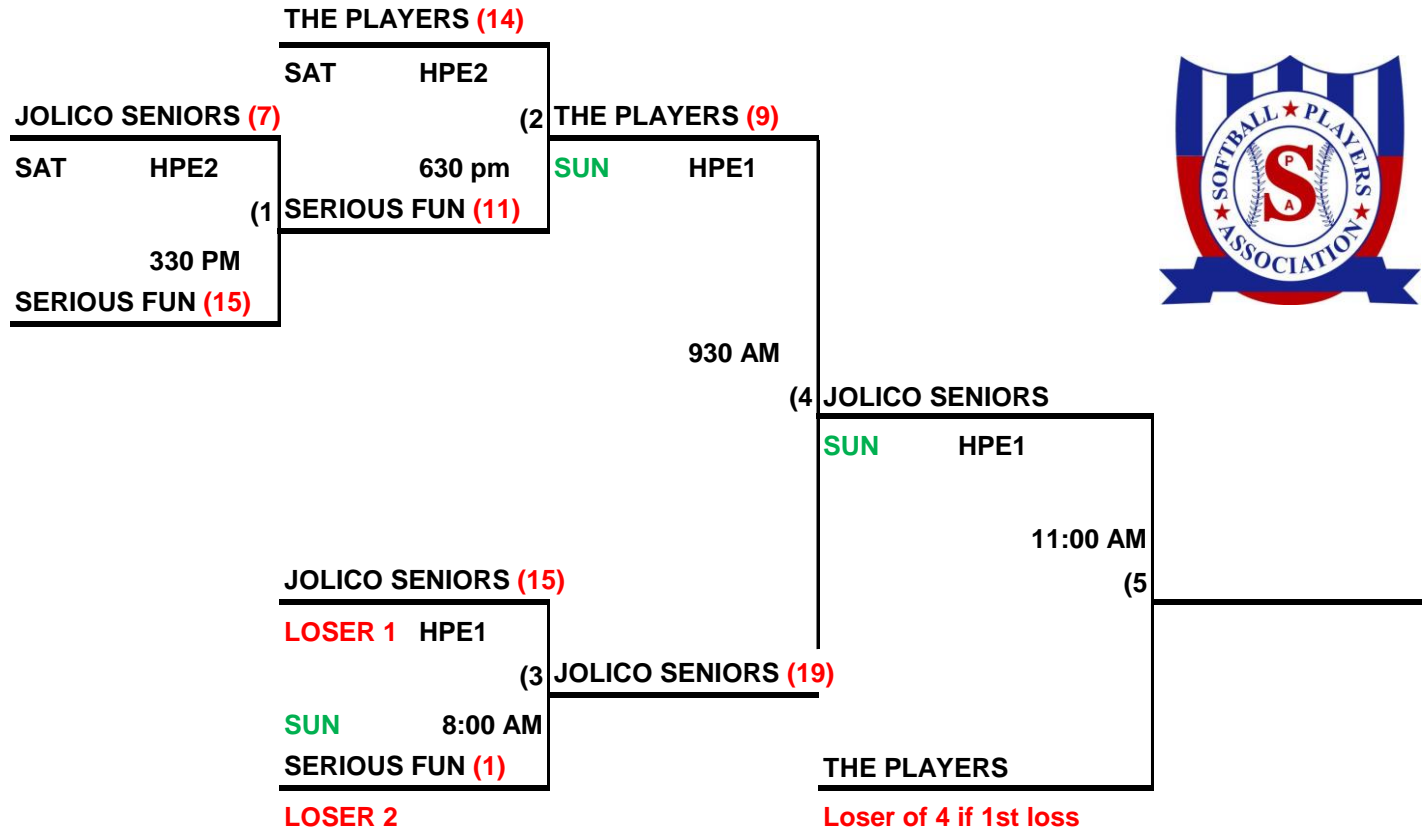 THE PLAYERS (14)
SAT HPE2
JOLICO SENIORS (7)
(2 THE PLAYERS (9)
SAT HPE2
630 pm
SUN HPE1
(1 SERIOUS FUN (11)
330 PM
SERIOUS FUN (15)
SOFTBALL ★ PLAYERS ★ ASSOCIATION ★
P
S
A
930 AM
(4 JOLICO SENIORS
SUN HPE1
11:00 AM
JOLICO SENIORS (15)
(5
LOSER 1 HPE1
(3 JOLICO SENIORS (19)
SUN 8:00 AM
SERIOUS FUN (1)
THE PLAYERS
LOSER 2
Loser of 4 if 1st loss